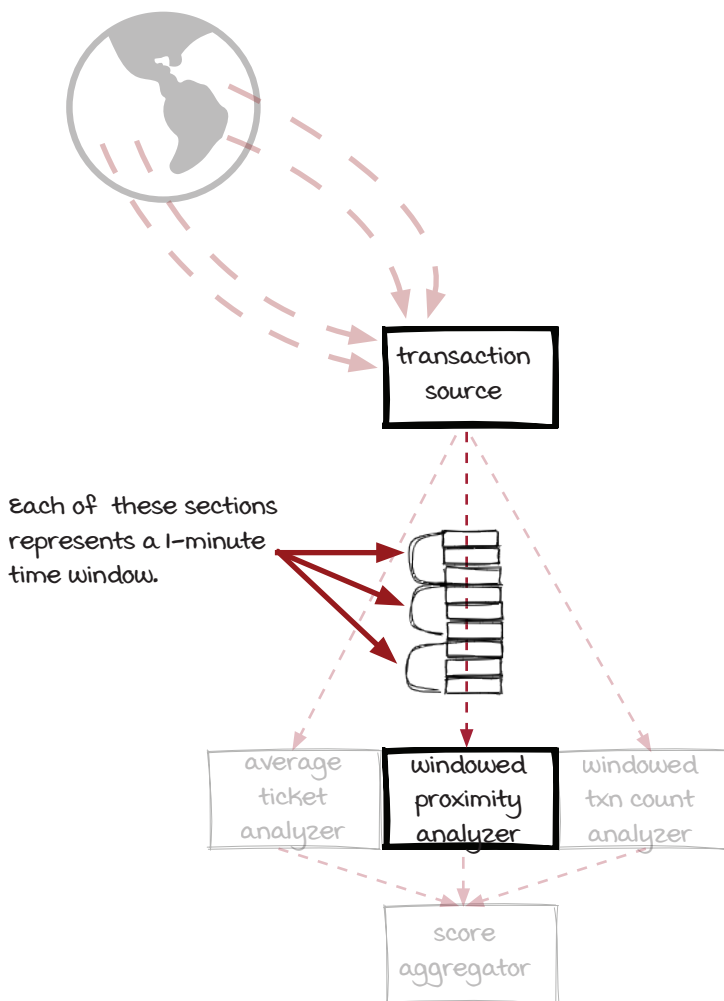 transaction
source
Each of these sections
represents a 1-minute
time window.
average
ticket
analyzer
windowed
proximity
analyzer
windowed
txn count
analyzer
score
aggregator